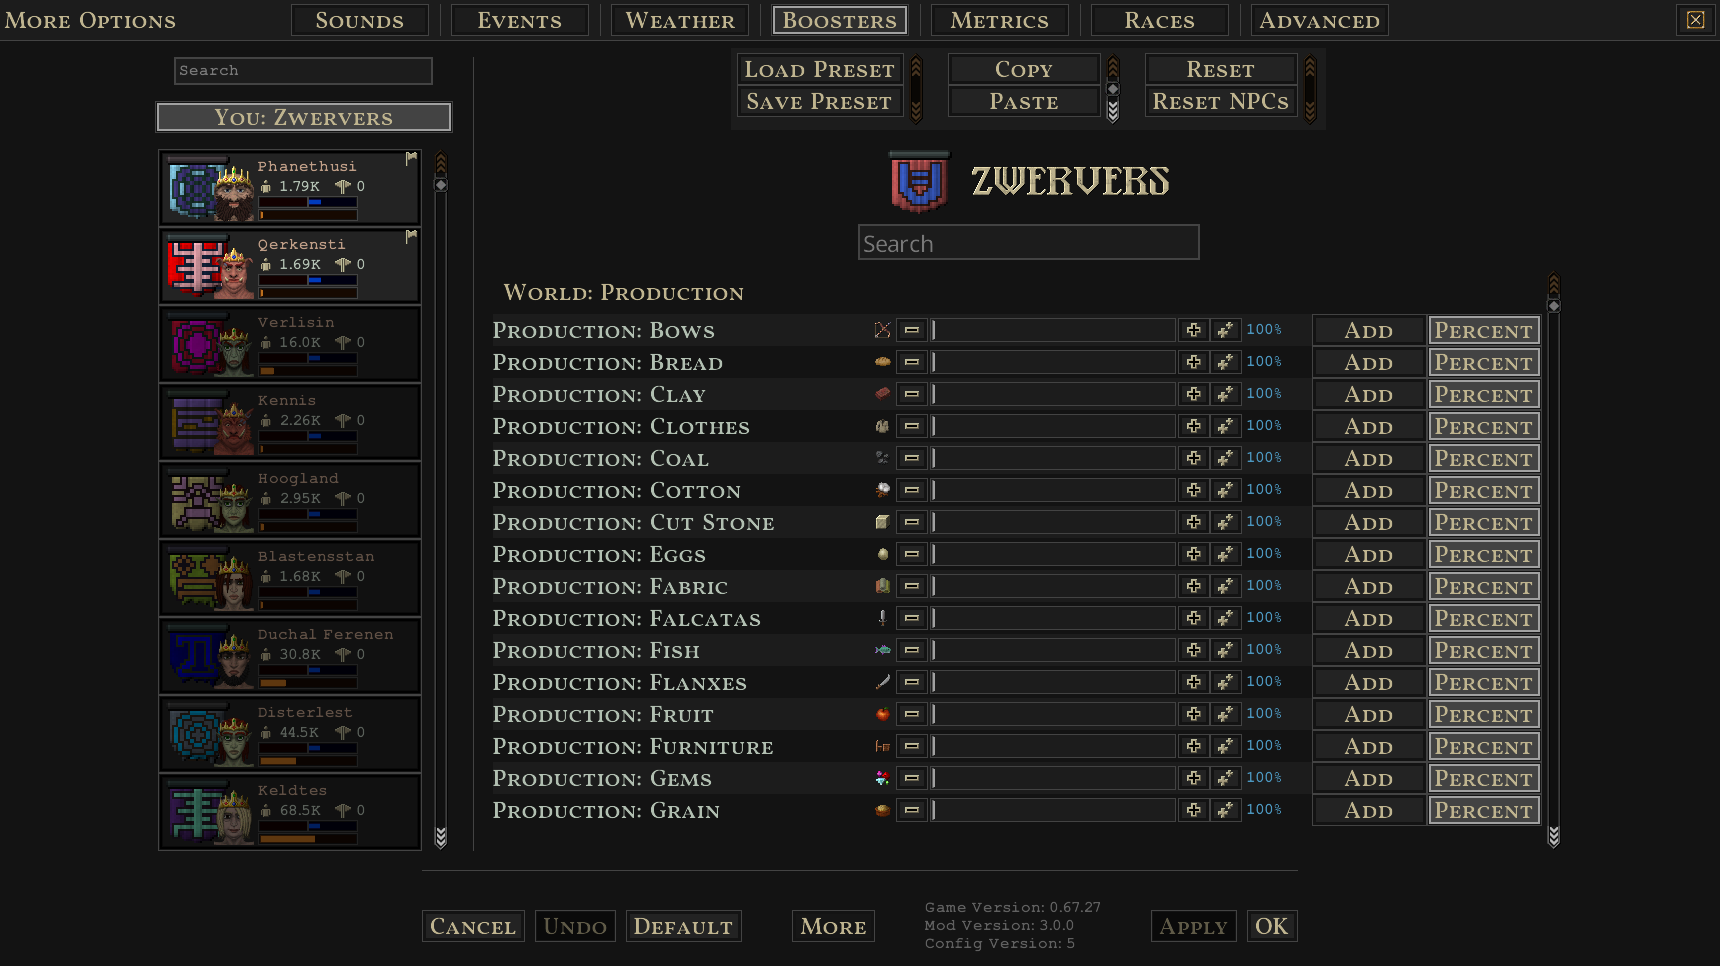 More Options
Sounds
Events
Weather
Boosters
Metrics
Races
Advanced
Search
You: Zwervers
Phanethusi
1.79K 0
Qerkensti
1.69K 0
Verlisin
16.0K 0
Kennis
2.26K 0
Hoogland
2.95K 0
Blastensstan
1.68K 0
Duchal Ferenen
30.8K 0
Disterlest
44.5K 0
Keldtes
68.5K 0
Load Preset
Save Preset
Copy
Paste
Reset
Reset NPCs
Zwervers
Search
World: Production
Production: Bows 100% Add Percent
Production: Bread 100% Add Percent
Production: Clay 100% Add Percent
Production: Clothes 100% Add Percent
Production: Coal 100% Add Percent
Production: Cotton 100% Add Percent
Production: Cut Stone 100% Add Percent
Production: Eggs 100% Add Percent
Production: Fabric 100% Add Percent
Production: Falcatas 100% Add Percent
Production: Fish 100% Add Percent
Production: Flanxes 100% Add Percent
Production: Fruit 100% Add Percent
Production: Furniture 100% Add Percent
Production: Gems 100% Add Percent
Production: Grain 100% Add Percent
Cancel
Undo
Default
More
Game Version: 0.67.27
Mod Version: 3.0.0
Config Version: 5
Apply
OK